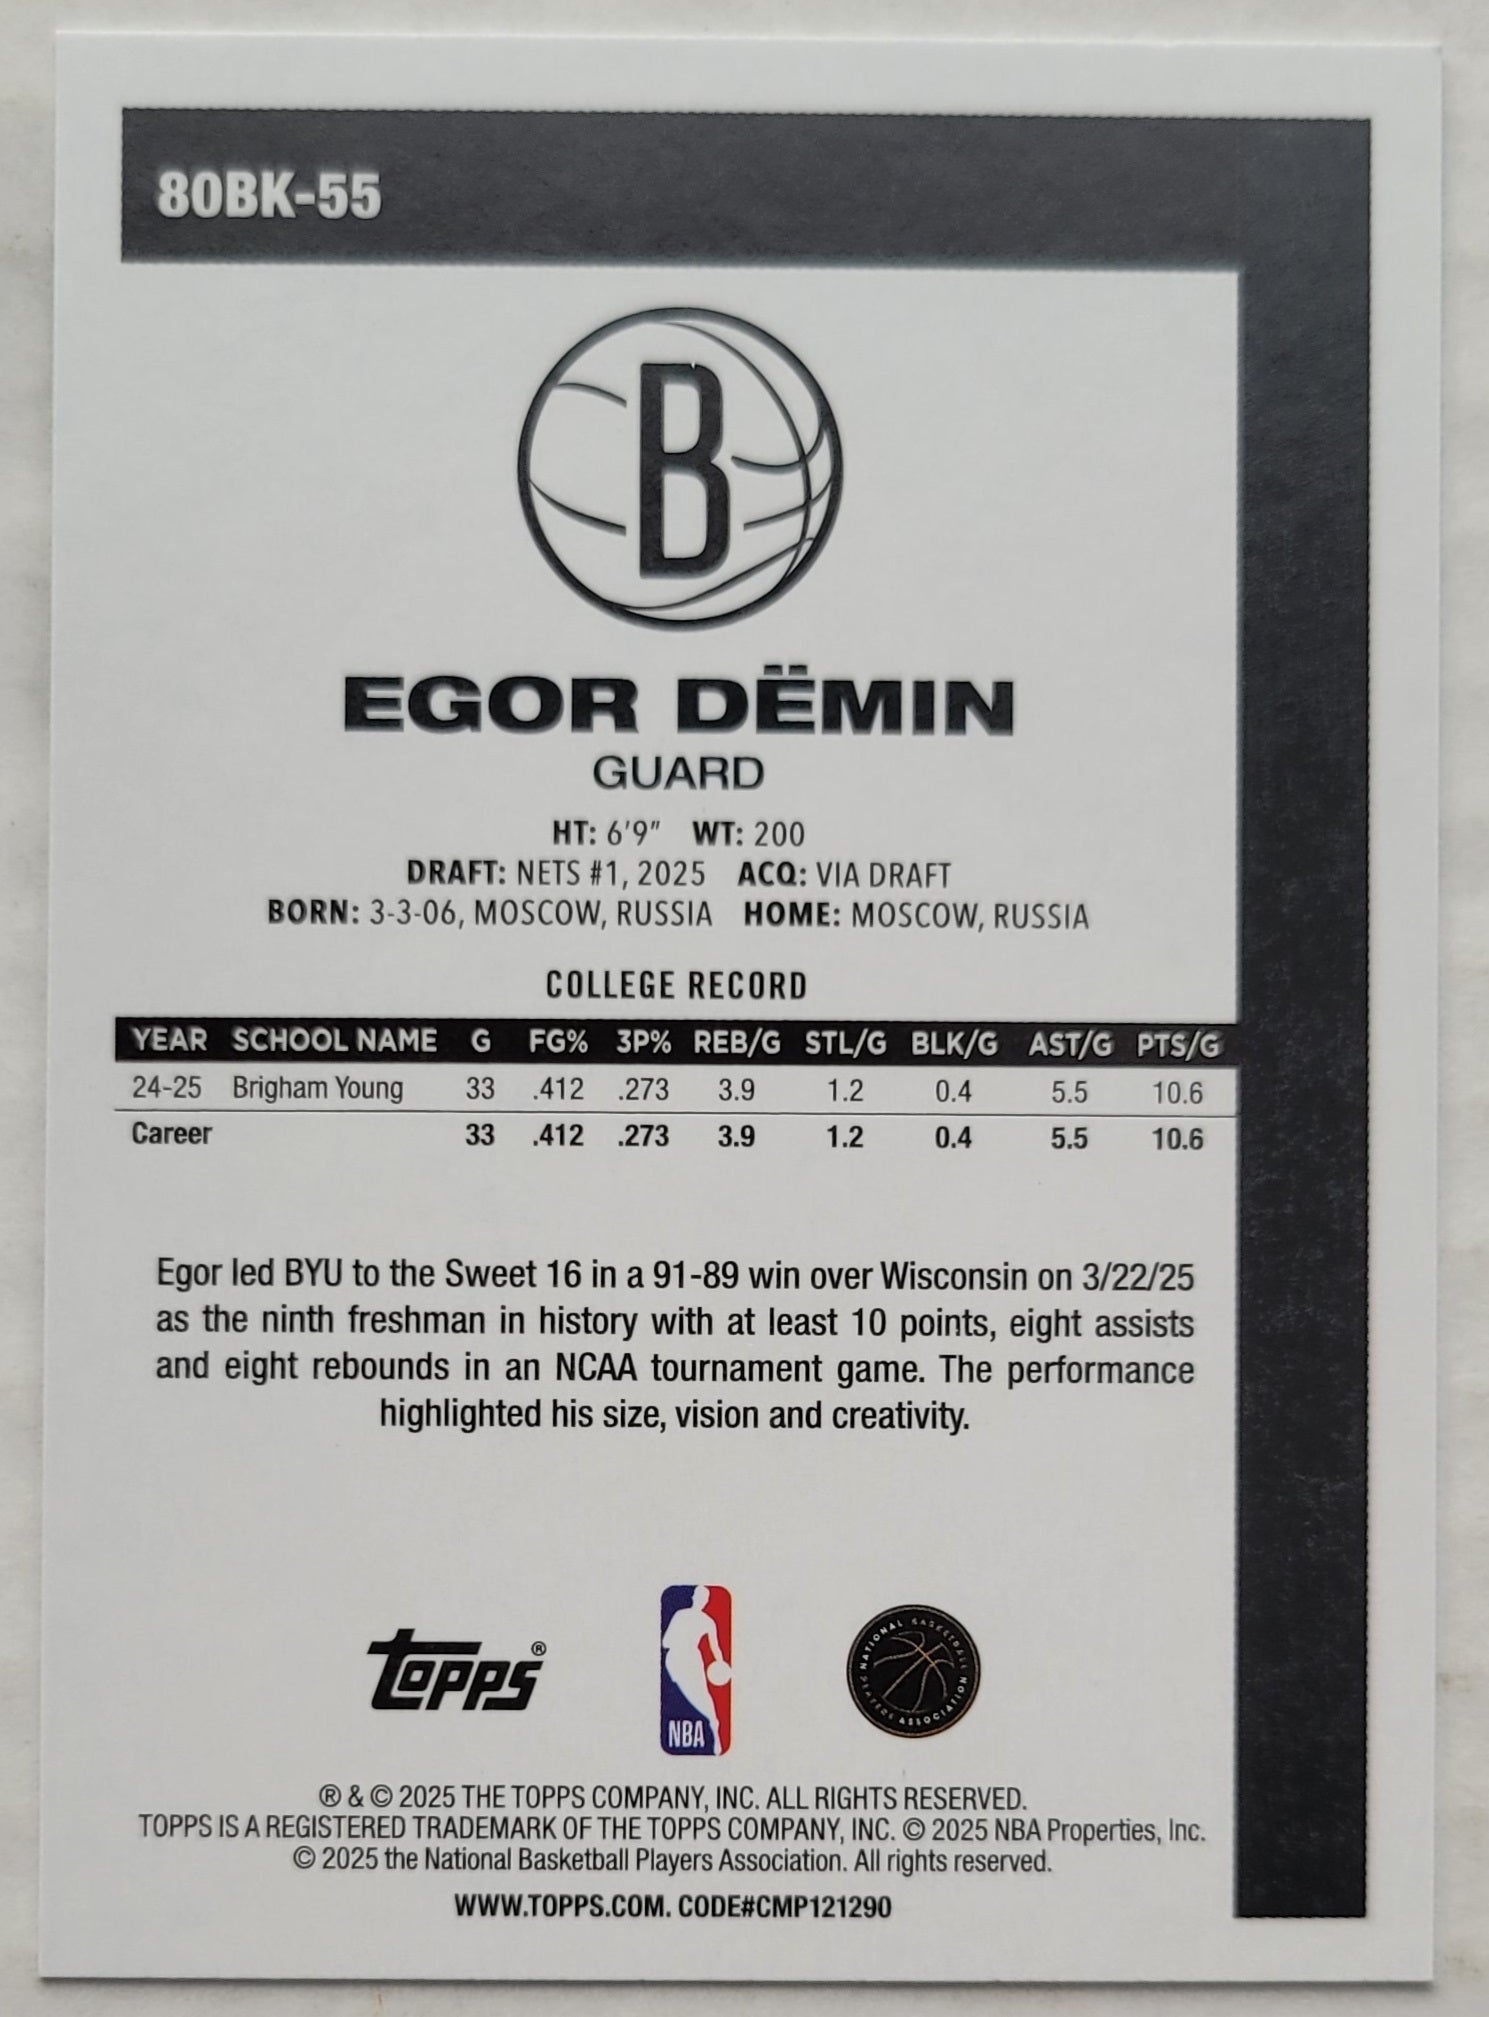 80BK-55
B
EGOR DËMIN
GUARD
HT: 6'9" WT: 200
DRAFT: NETS #1, 2025 ACQ: VIA DRAFT
BORN: 3-3-06, MOSCOW, RUSSIA HOME: MOSCOW, RUSSIA
COLLEGE RECORD
YEAR SCHOOL NAME G FG% 3P% REB/G STL/G BLK/G AST/G PTS/G
24-25 Brigham Young 33 .412 .273 3.9 1.2 0.4 5.5 10.6
Career 33 .412 .273 3.9 1.2 0.4 5.5 10.6
Egor led BYU to the Sweet 16 in a 91-89 win over Wisconsin on 3/22/25
as the ninth freshman in history with at least 10 points, eight assists
and eight rebounds in an NCAA tournament game. The performance
highlighted his size, vision and creativity.
topps®
NBA
NATIONAL BASKETBALL PLAYERS ASSOCIATION
® & © 2025 THE TOPPS COMPANY, INC. ALL RIGHTS RESERVED.
TOPPS IS A REGISTERED TRADEMARK OF THE TOPPS COMPANY, INC. © 2025 NBA Properties, Inc.
© 2025 the National Basketball Players Association. All rights reserved.
WWW.TOPPS.COM. CODE#CMP121290